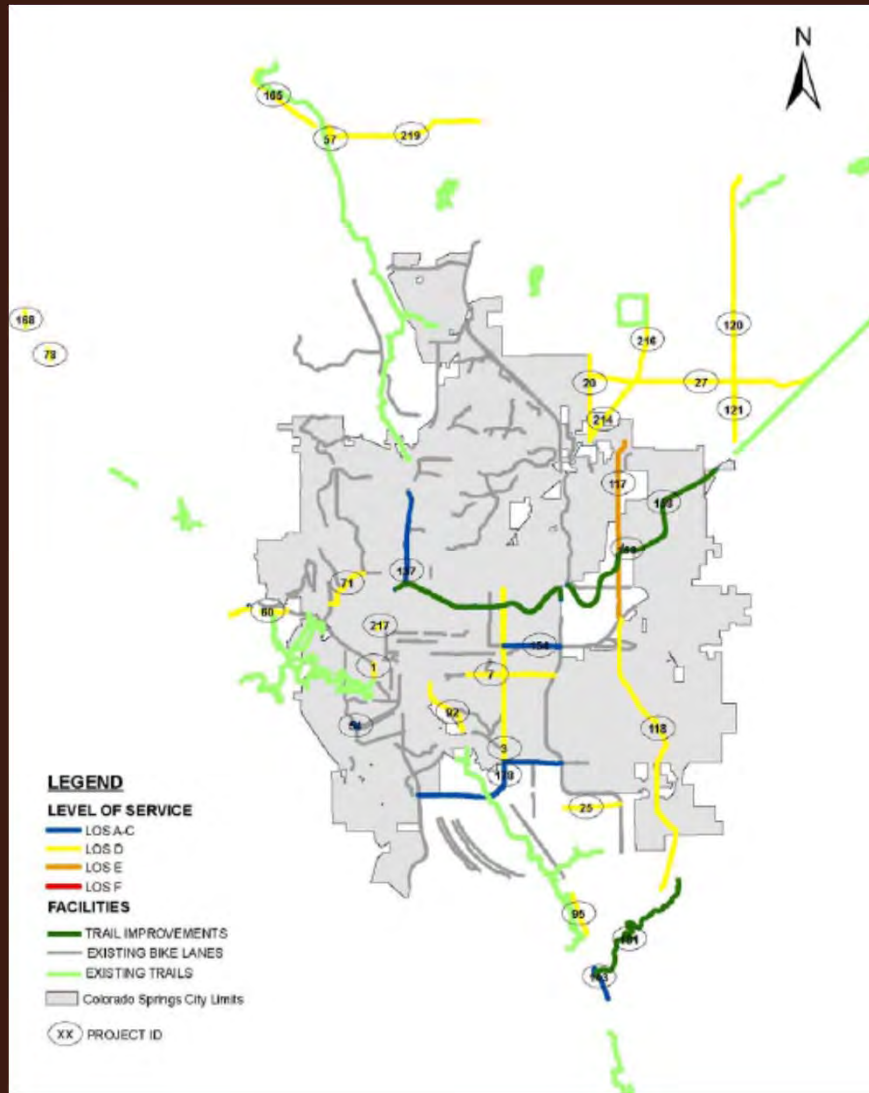 N
165
57
219
168
78
120
216
20
27
214
121
117
71
60
217
154
1
7
92
54
118
3
25
95
LEGEND
LEVEL OF SERVICE
LOS A-C
LOS D
LOS E
LOS F
FACILITIES
TRAIL IMPROVEMENTS
EXISTING BIKE LANES
EXISTING TRAILS
Colorado Springs City Limits
XX PROJECT ID